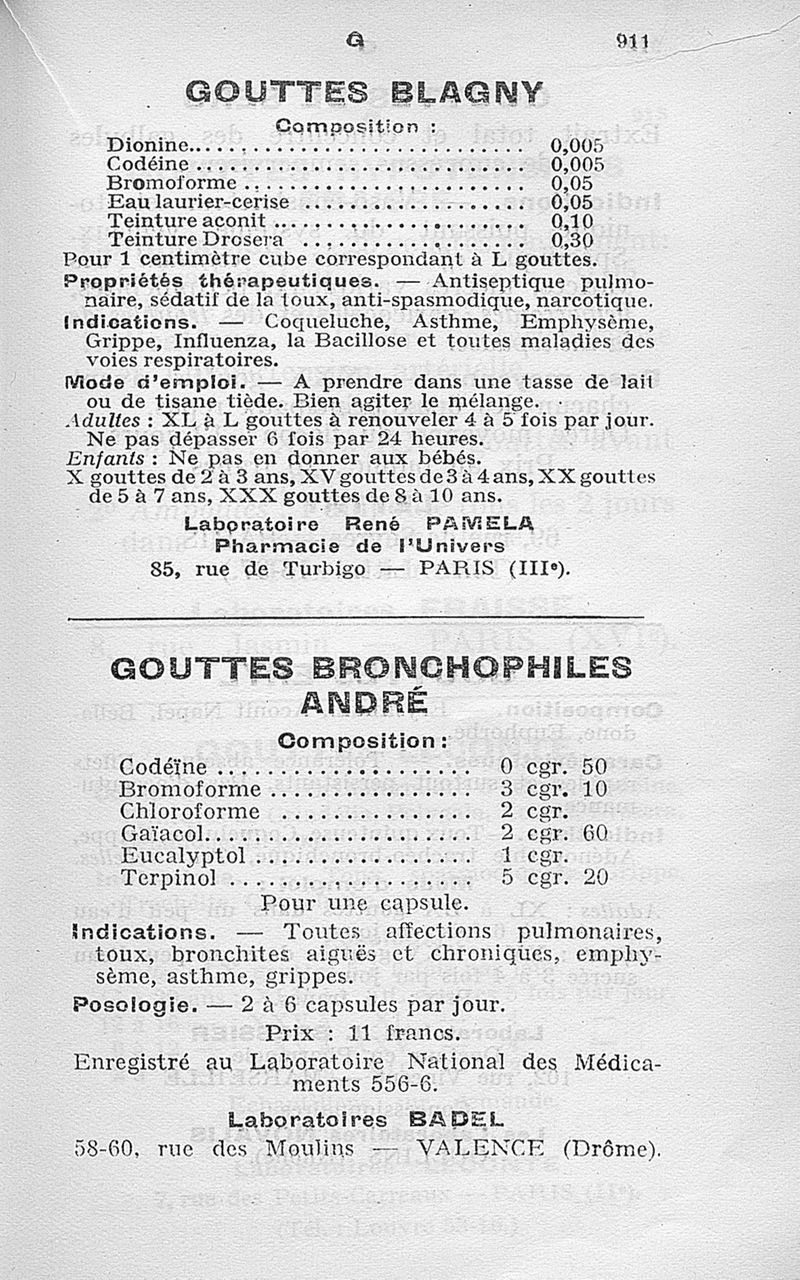 G 911
GOUTTES BLAGNY
Composition :
Dionine........................... 0,005
Codéine ........................... 0,005
Bromoforme ........................ 0,05
Eau laurier-cerise ................ 0,05
Teinture aconit ................... 0,10
Teinture Drosera .................. 0,30
Pour 1 centimètre cube correspondant à L gouttes.
Propriétés thérapeutiques. — Antiseptique pulmo-
naire, sédatif de la toux, anti-spasmodique, narcotique.
Indications. — Coqueluche, Asthme, Emphysème,
Grippe, Influenza, la Bacillose et toutes maladies des
voies respiratoires.
Mode d'emploi. — A prendre dans une tasse de lait
ou de tisane tiède. Bien agiter le mélange.
Adultes : XL à L gouttes à renouveler 4 à 5 fois par jour.
Ne pas dépasser 6 fois par 24 heures.
Enfants : Ne pas en donner aux bébés.
X gouttes de 2 à 3 ans, XV gouttes de 3 à 4 ans, XX gouttes
de 5 à 7 ans, XXX gouttes de 8 à 10 ans.
Laboratoire René PAMELA
Pharmacie de l'Univers
85, rue de Turbigo — PARIS (IIIe).
GOUTTES BRONCHOPHILES
ANDRÉ
Composition :
Codéïne ................... 0 cgr. 50
Bromoforme ................ 3 cgr. 10
Chloroforme ............... 2 cgr.
Gaïacol.................... 2 cgr. 60
Eucalyptol ................ 1 cgr.
Terpinol .................. 5 cgr. 20
Pour une capsule.
Indications. — Toutes affections pulmonaires,
toux, bronchites aiguës et chroniques, emphy-
sème, asthme, grippes.
Posologie. — 2 à 6 capsules par jour.
Prix : 11 francs.
Enregistré au Laboratoire National des Médica-
ments 556-6.
Laboratoires BADEL
58-60, rue des Moulins — VALENCE (Drôme).